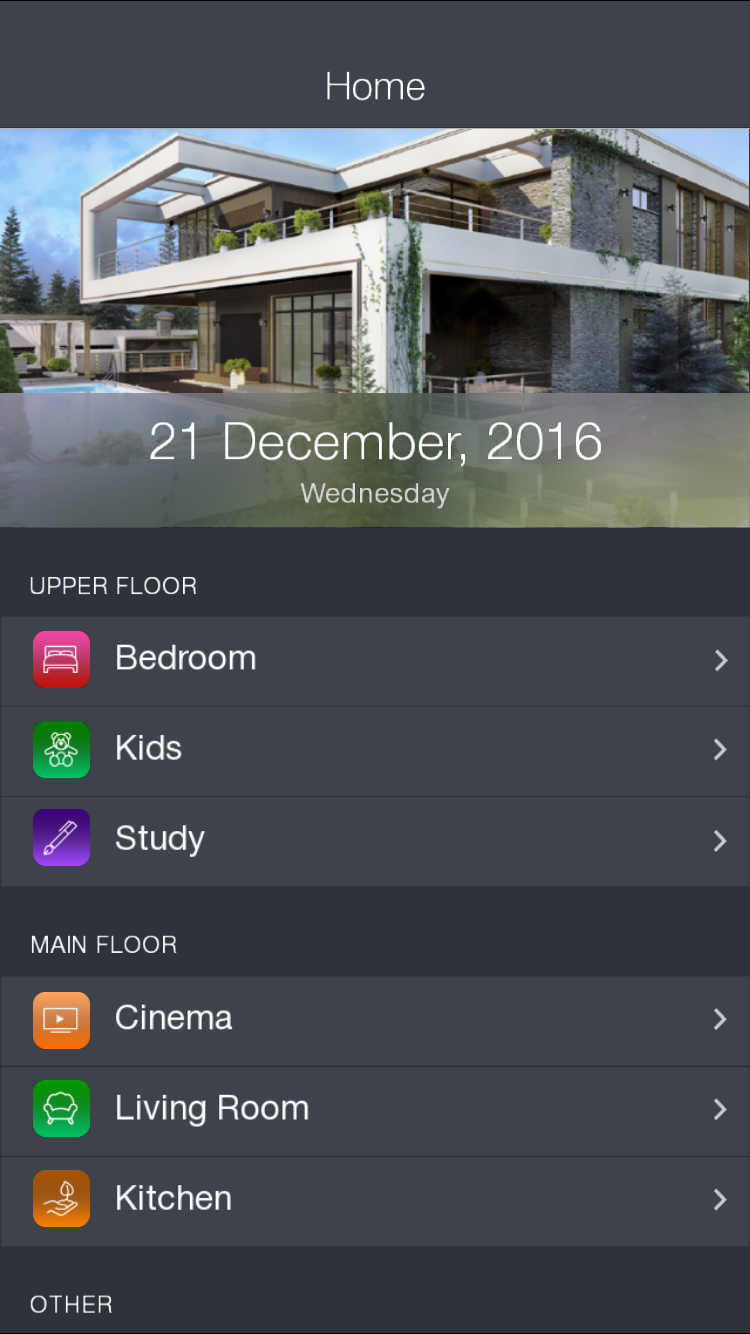 Home
21 December, 2016
Wednesday
UPPER FLOOR
Bedroom
Kids
Study
MAIN FLOOR
Cinema
Living Room
Kitchen
OTHER